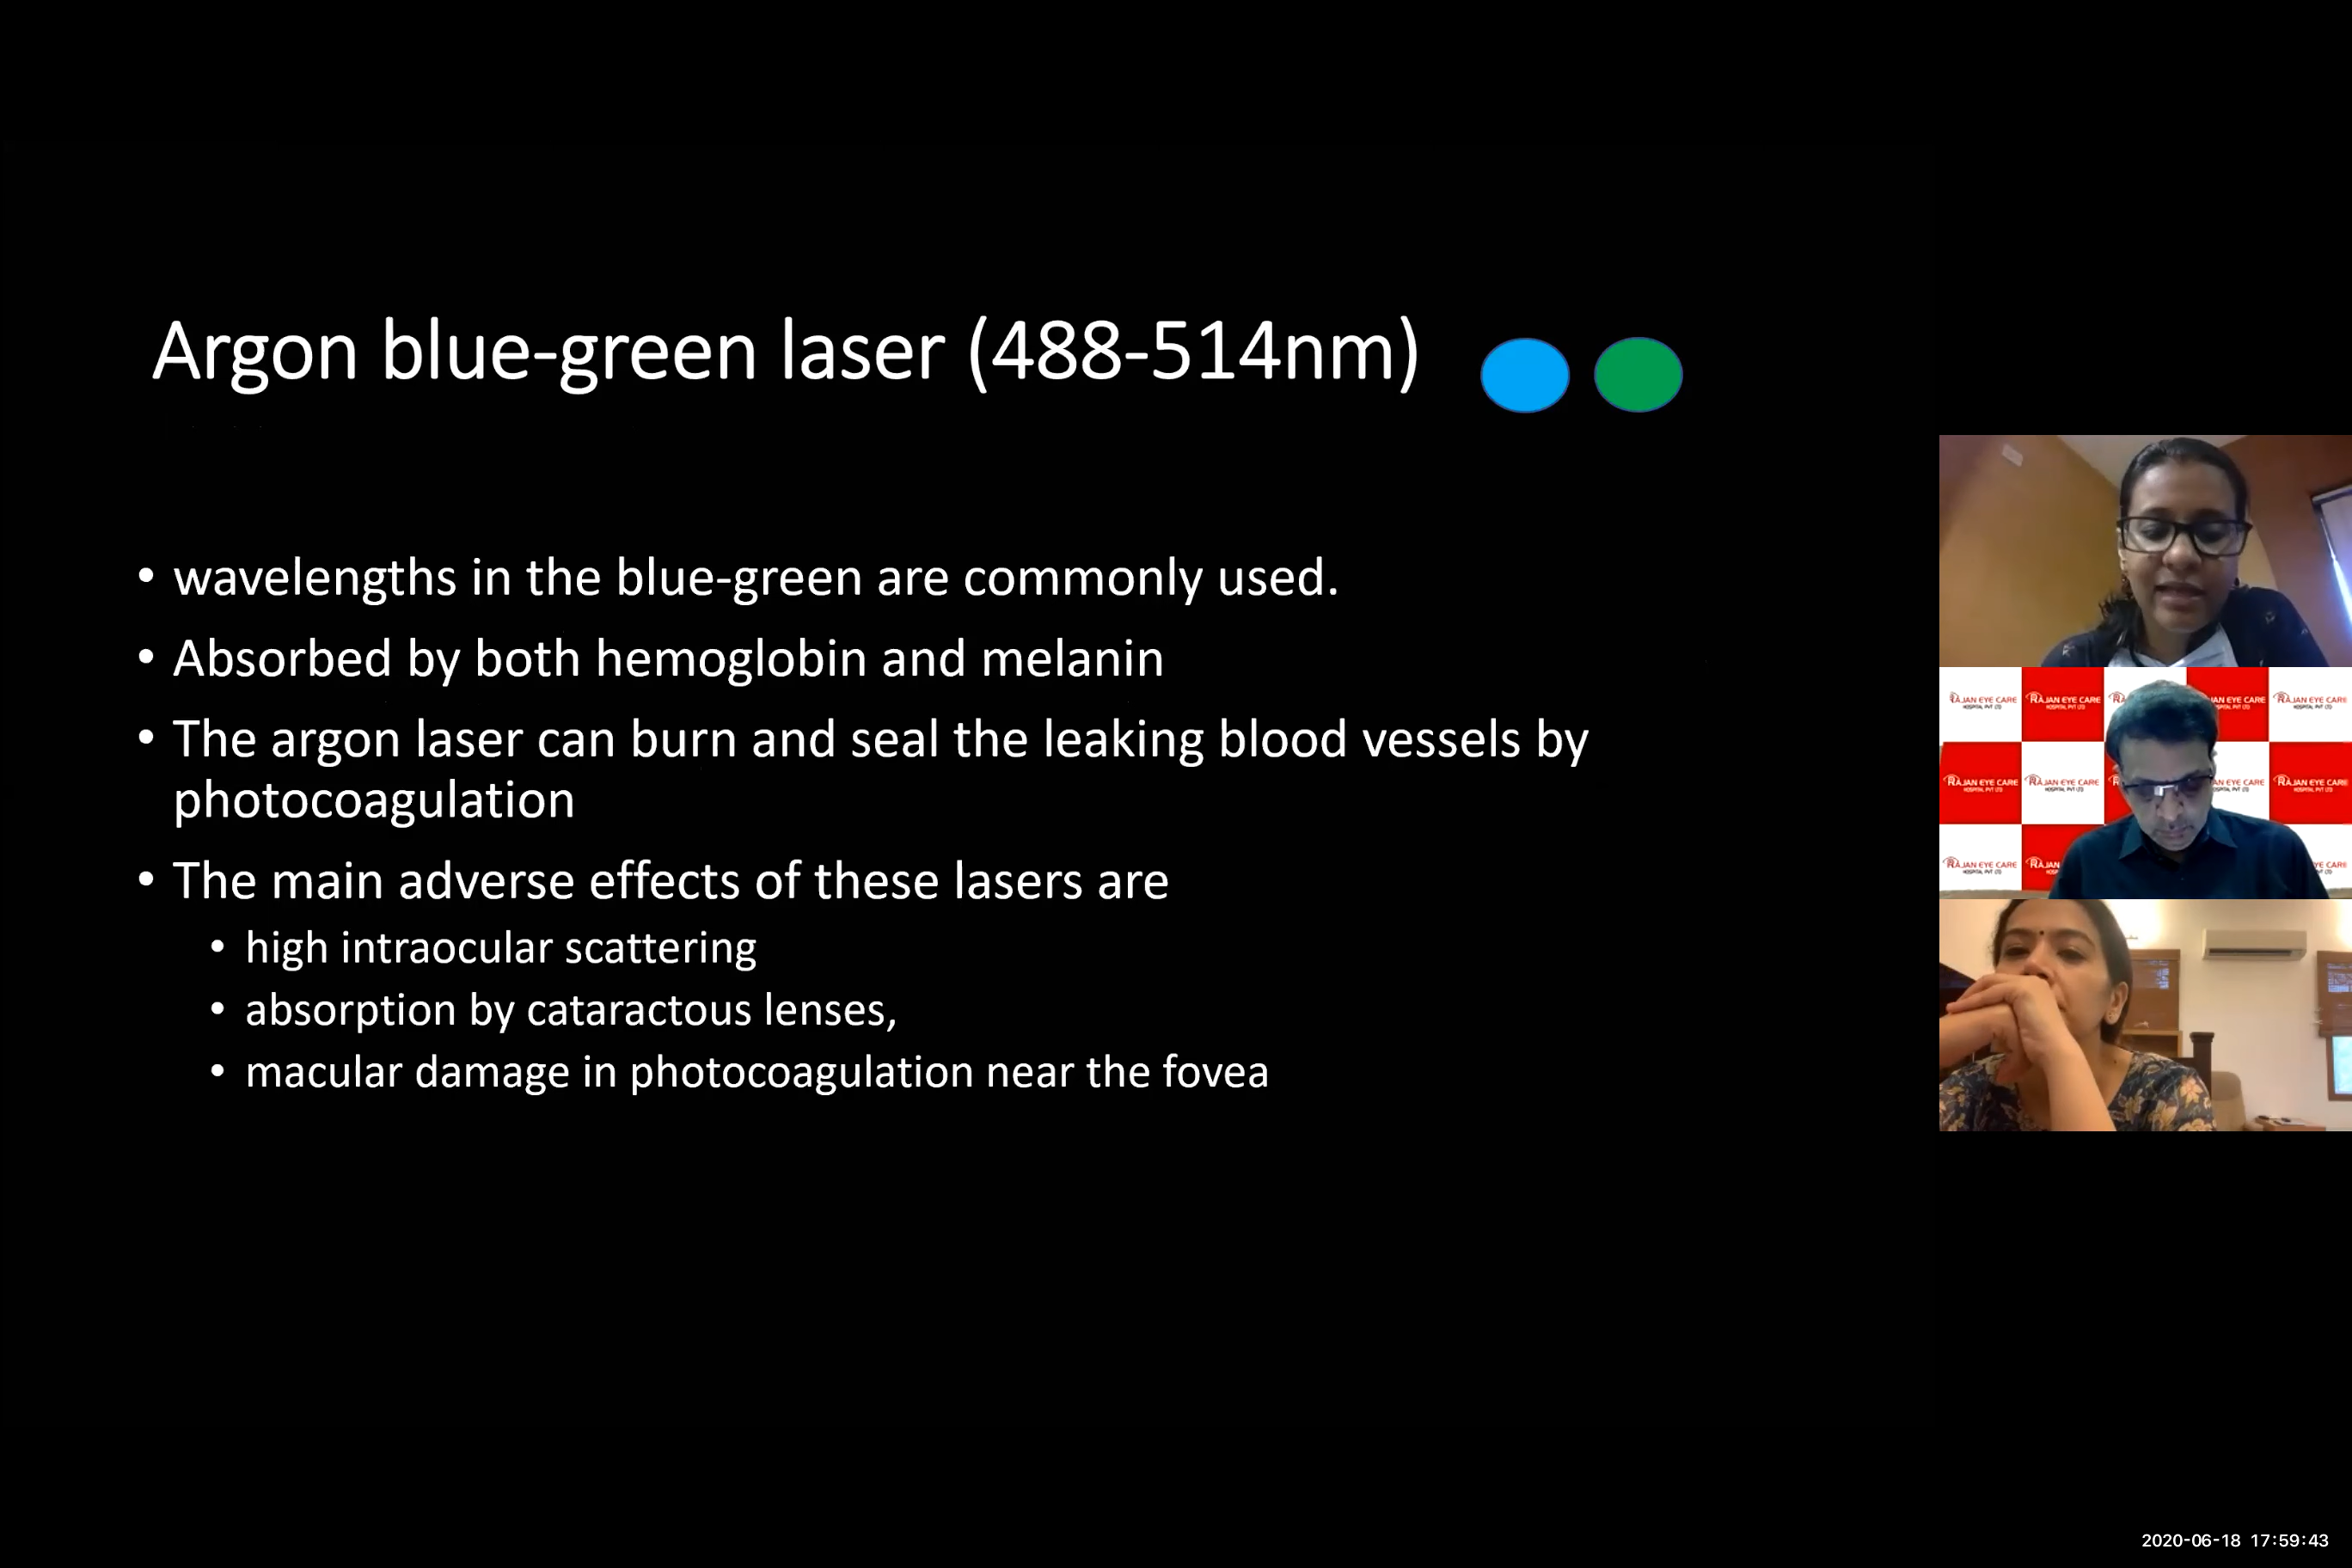 Argon blue-green laser (488-514nm)
• wavelengths in the blue-green are commonly used.
• Absorbed by both hemoglobin and melanin
• The argon laser can burn and seal the leaking blood vessels by
photocoagulation
• The main adverse effects of these lasers are
• high intraocular scattering
• absorption by cataractous lenses,
• macular damage in photocoagulation near the fovea
RAJAN EYE CARE
HOSPITAL PVT LTD
2020-06-18 17:59:43